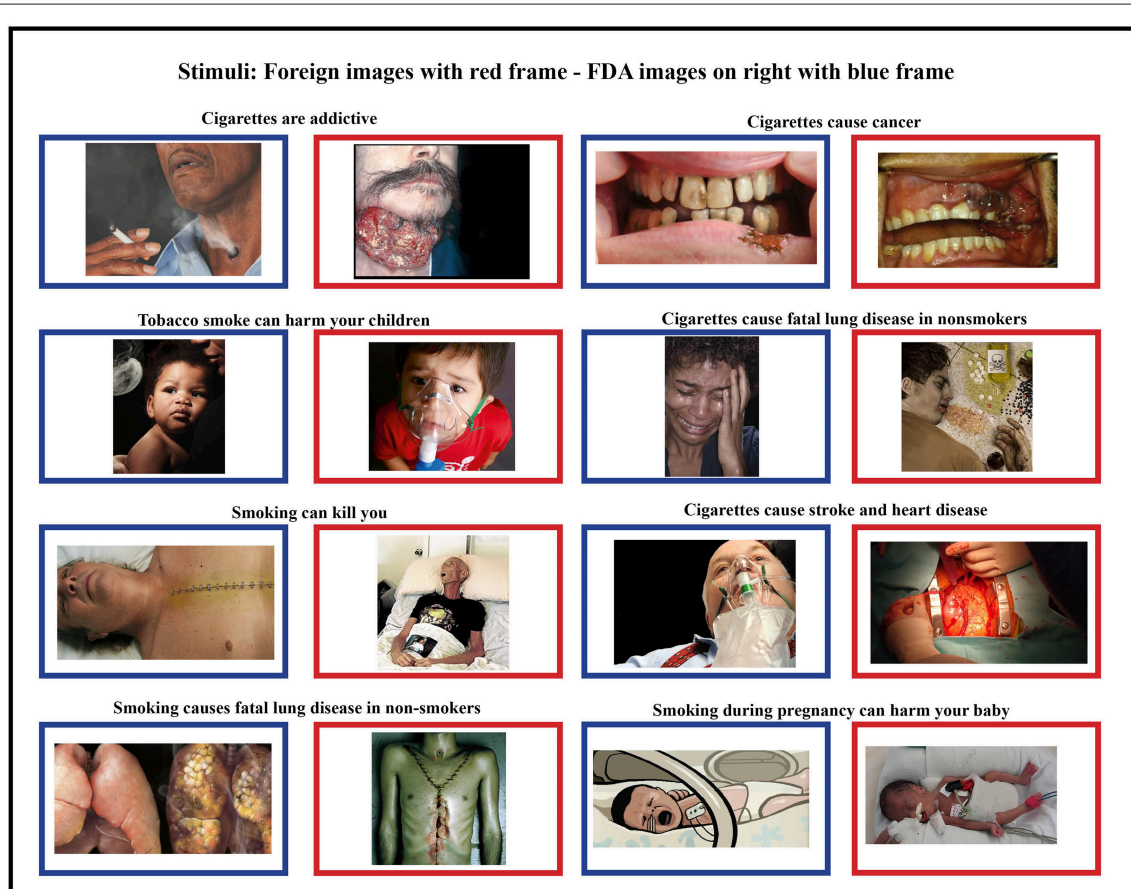 Stimuli: Foreign images with red frame - FDA images on right with blue frame
Cigarettes are addictive
Cigarettes cause cancer
Tobacco smoke can harm your children
Cigarettes cause fatal lung disease in nonsmokers
Smoking can kill you
Cigarettes cause stroke and heart disease
Smoking causes fatal lung disease in non-smokers
Smoking during pregnancy can harm your baby